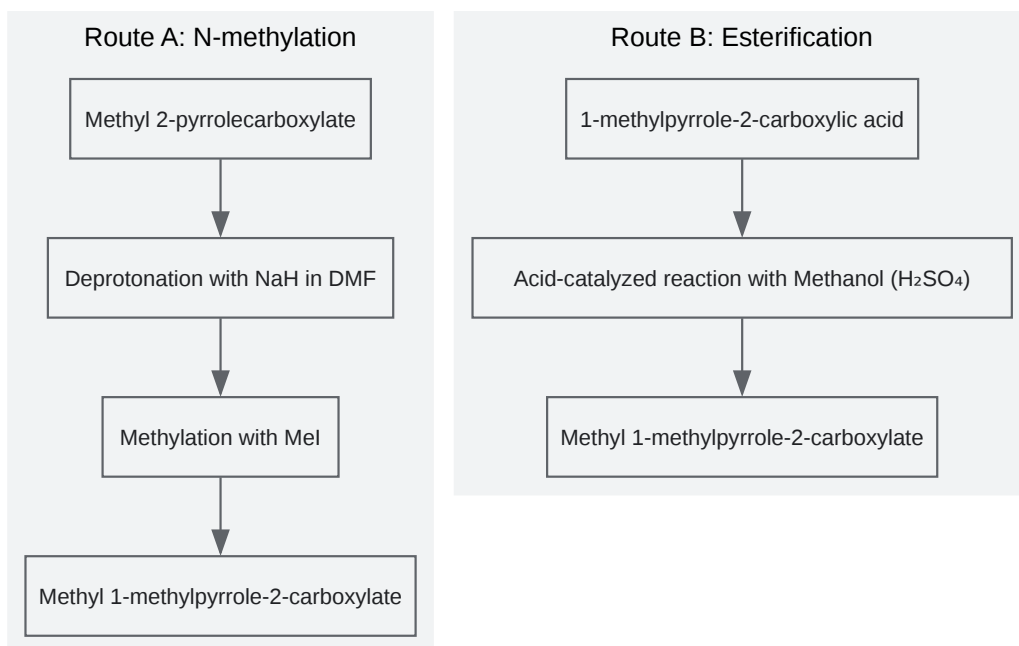 Route A: N-methylation
Methyl 2-pyrrolecarboxylate
Deprotonation with NaH in DMF
Methylation with MeI
Methyl 1-methylpyrrole-2-carboxylate
Route B: Esterification
1-methylpyrrole-2-carboxylic acid
Acid-catalyzed reaction with Methanol (H₂SO₄)
Methyl 1-methylpyrrole-2-carboxylate